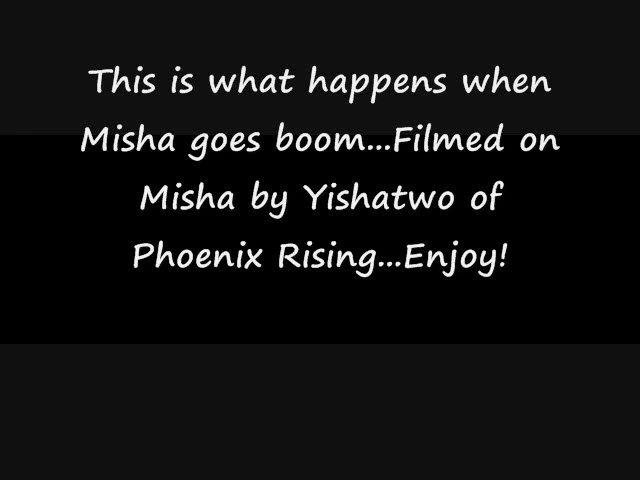 This is what happens when
Misha goes boom...Filmed on
Misha by Yishatwo of
Phoenix Rising...Enjoy!